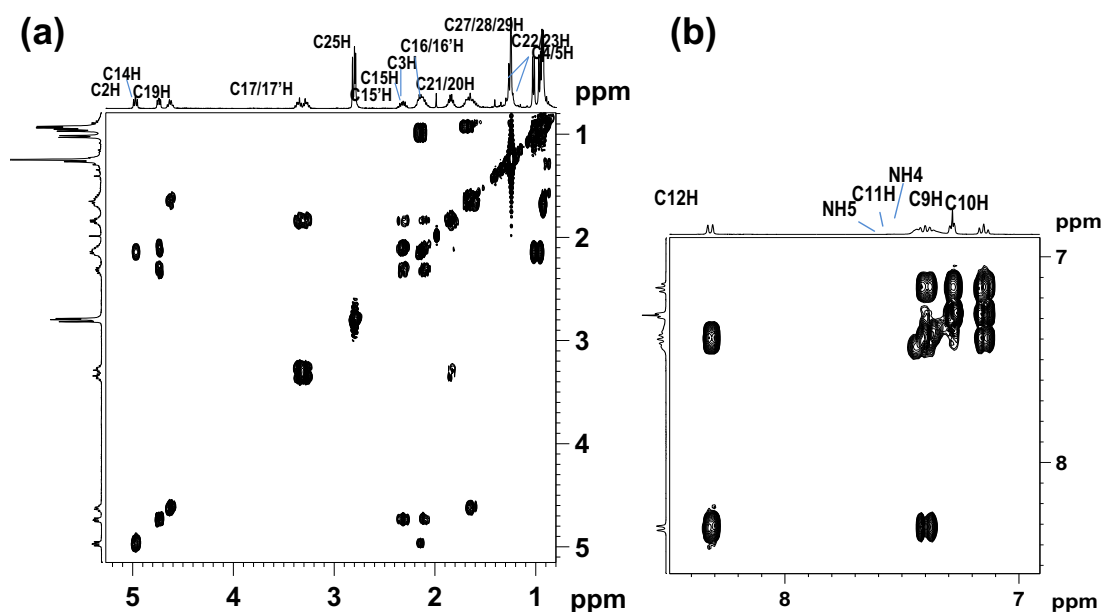 (a)
C27/28/29H
C25H
C16/16'H
C22/23H
C4/5H
C3H
C14H
C15H
C21/20H
C2H
C19H
C17/17'H
C15'H
ppm
1
2
3
4
5
5
4
3
2
1
ppm
(b)
NH4
C12H
C11H
C9H
C10H
NH5
ppm
7
8
8
7
ppm